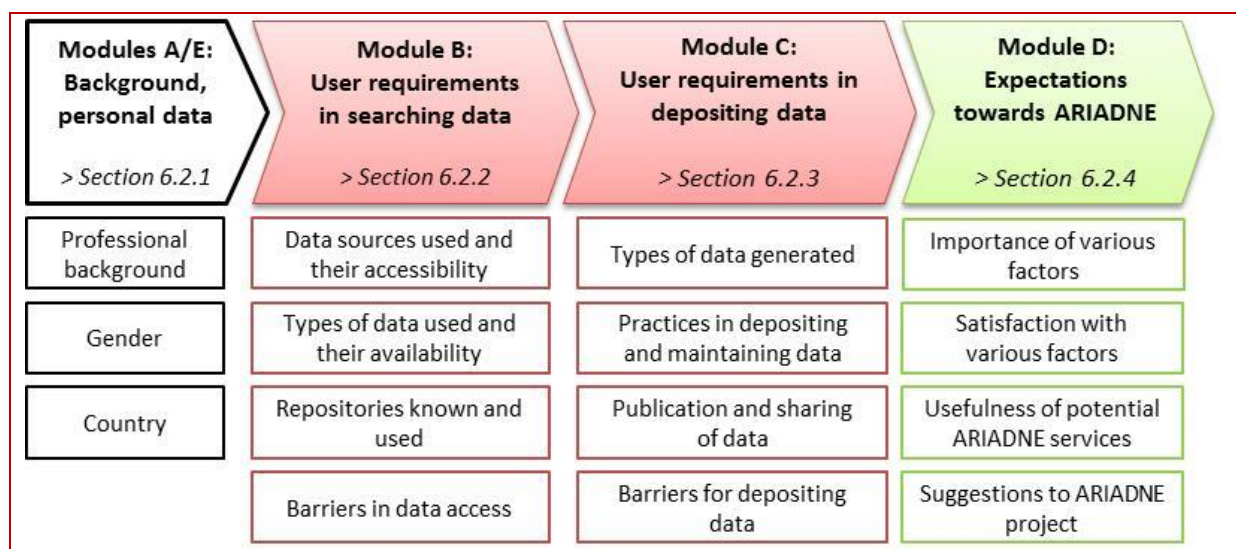 Modules A/E:
Background,
personal data
> Section 6.2.1
Module B:
User requirements
in searching data
> Section 6.2.2
Module C:
User requirements in
depositing data
> Section 6.2.3
Module D:
Expectations
towards ARIADNE
> Section 6.2.4
Professional
background
Gender
Country
Data sources used and
their accessibility
Types of data used and
their availability
Repositories known and
used
Barriers in data access
Types of data generated
Practices in depositing
and maintaining data
Publication and sharing
of data
Barriers for depositing
data
Importance of various
factors
Satisfaction with
various factors
Usefulness of potential
ARIADNE services
Suggestions to ARIADNE
project